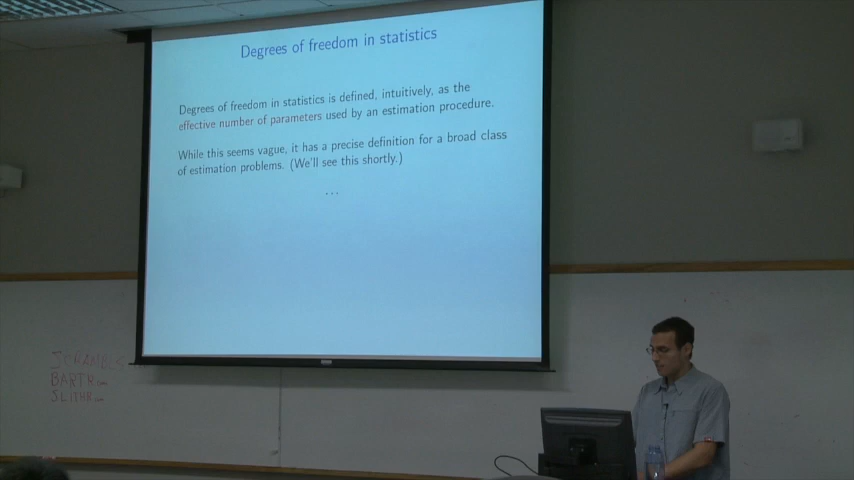 Degrees of freedom in statistics
Degrees of freedom in statistics is defined, intuitively, as the
effective number of parameters used by an estimation procedure.
While this seems vague, it has a precise definition for a broad class
of estimation problems. (We'll see this shortly.)
...
BARTR
SLITHR